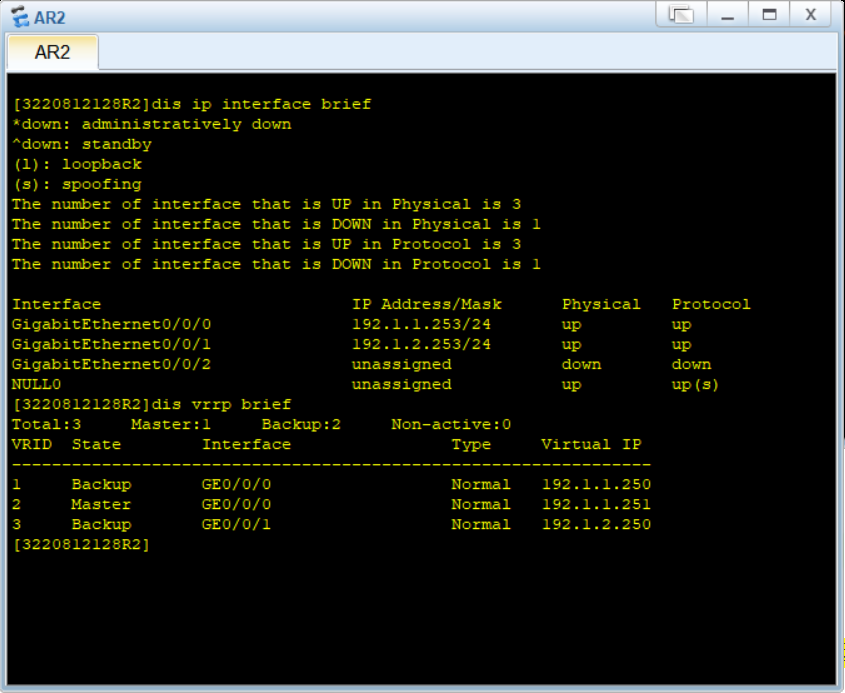 AR2
AR2
[3220812128R2]dis ip interface brief
*down: administratively down
^down: standby
(l): loopback
(s): spoofing
The number of interface that is UP in Physical is 3
The number of interface that is DOWN in Physical is 1
The number of interface that is UP in Protocol is 3
The number of interface that is DOWN in Protocol is 1
Interface IP Address/Mask Physical Protocol
GigabitEthernet0/0/0 192.1.1.253/24 up up
GigabitEthernet0/0/1 192.1.2.253/24 up up
GigabitEthernet0/0/2 unassigned down down
NULL0 unassigned up up(s)
[3220812128R2]dis vrrp brief
Total:3 Master:1 Backup:2 Non-active:0
VRID State Interface Type Virtual IP
----------------------------------------------------------------
1 Backup GE0/0/0 Normal 192.1.1.250
2 Master GE0/0/0 Normal 192.1.1.251
3 Backup GE0/0/1 Normal 192.1.2.250
[3220812128R2]